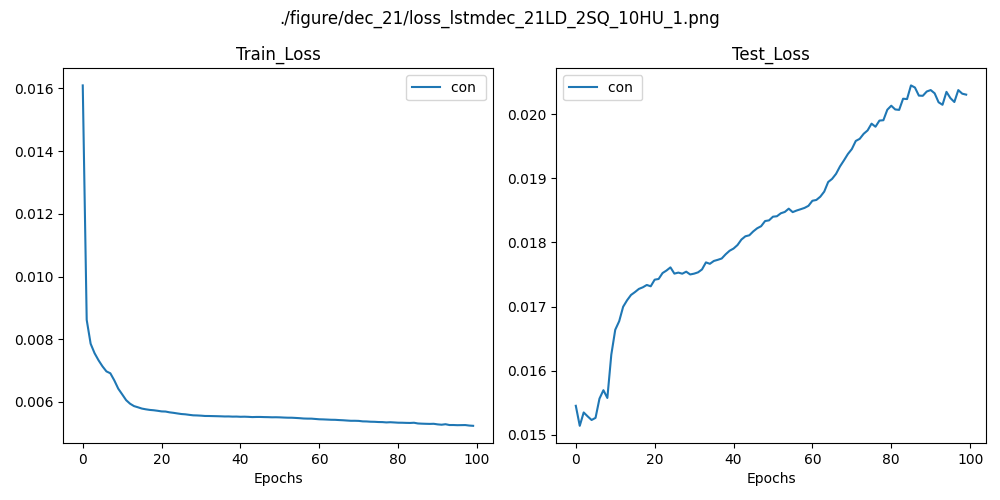 ./figure/dec_21/loss_lstmdec_21LD_2SQ_10HU_1.png
Train_Loss
con
0.016
0.014
0.012
0.010
0.008
0.006
0 20 40 60 80 100
Epochs
Test_Loss
con
0.020
0.019
0.018
0.017
0.016
0.015
0 20 40 60 80 100
Epochs